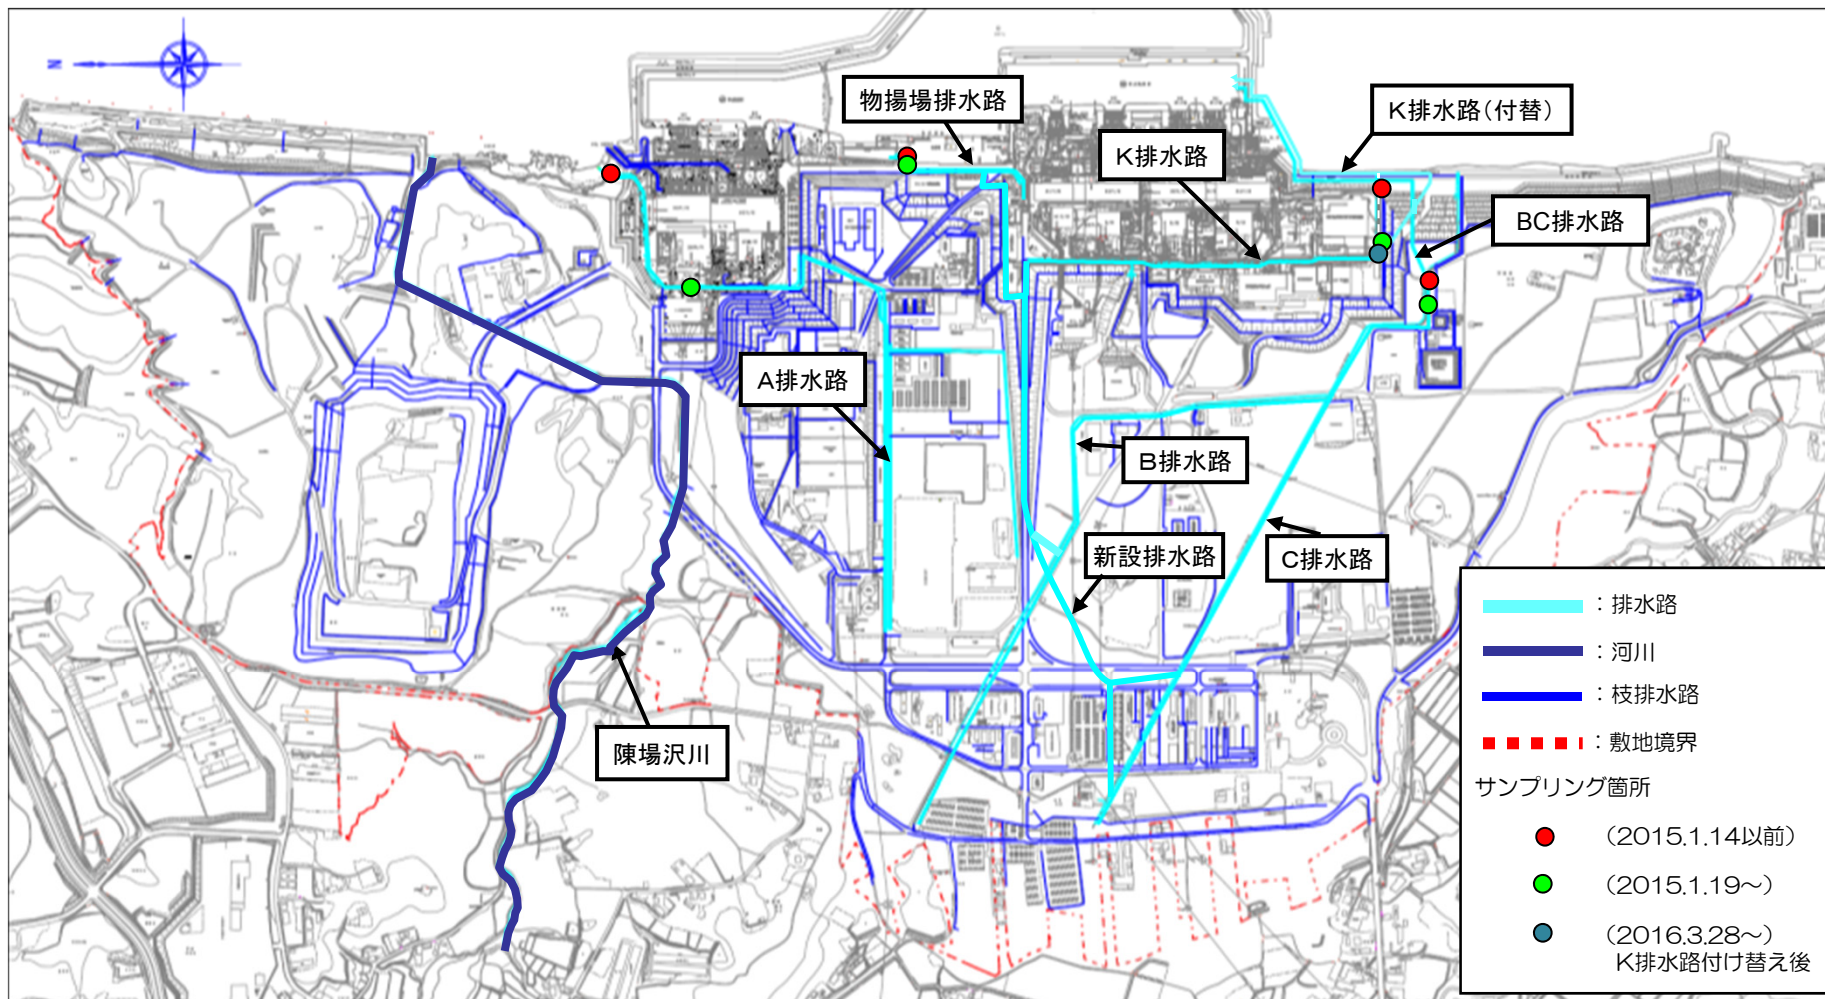 N
物揚場排水路
K排水路(付替)
K排水路
BC排水路
A排水路
B排水路
新設排水路
C排水路
陳場沢川
：排水路
：河川
：枝排水路
：敷地境界
サンプリング箇所
（2015.1.14以前）
（2015.1.19～）
（2016.3.28～）
K排水路付け替え後